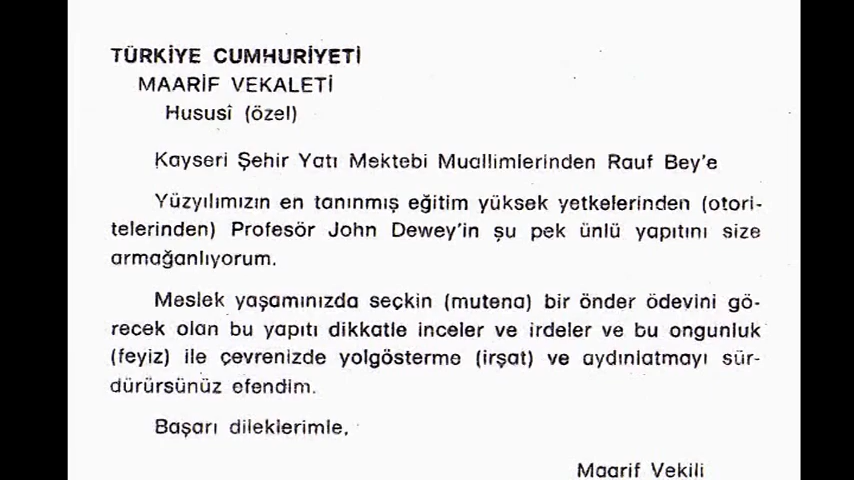 TÜRKİYE CUMHURİYETİ
MAARİF VEKALETİ
Hususî (özel)
Kayseri Şehir Yatı Mektebi Muallimlerinden Rauf Bey'e
Yüzyılımızın en tanınmış eğitim yüksek yetkelerinden (otori-
telerinden) Profesör John Dewey'in şu pek ünlü yapıtını size
armağanlıyorum.
Meslek yaşamınızda seçkin (mutena) bir önder ödevini gö-
recek olan bu yapıtı dikkatle inceler ve irdeler ve bu ongunluk
(feyiz) ile çevrenizde yolgösterme (irşat) ve aydınlatmayı sür-
dürürsünüz efendim.
Başarı dileklerimle,
Maarif Vekili